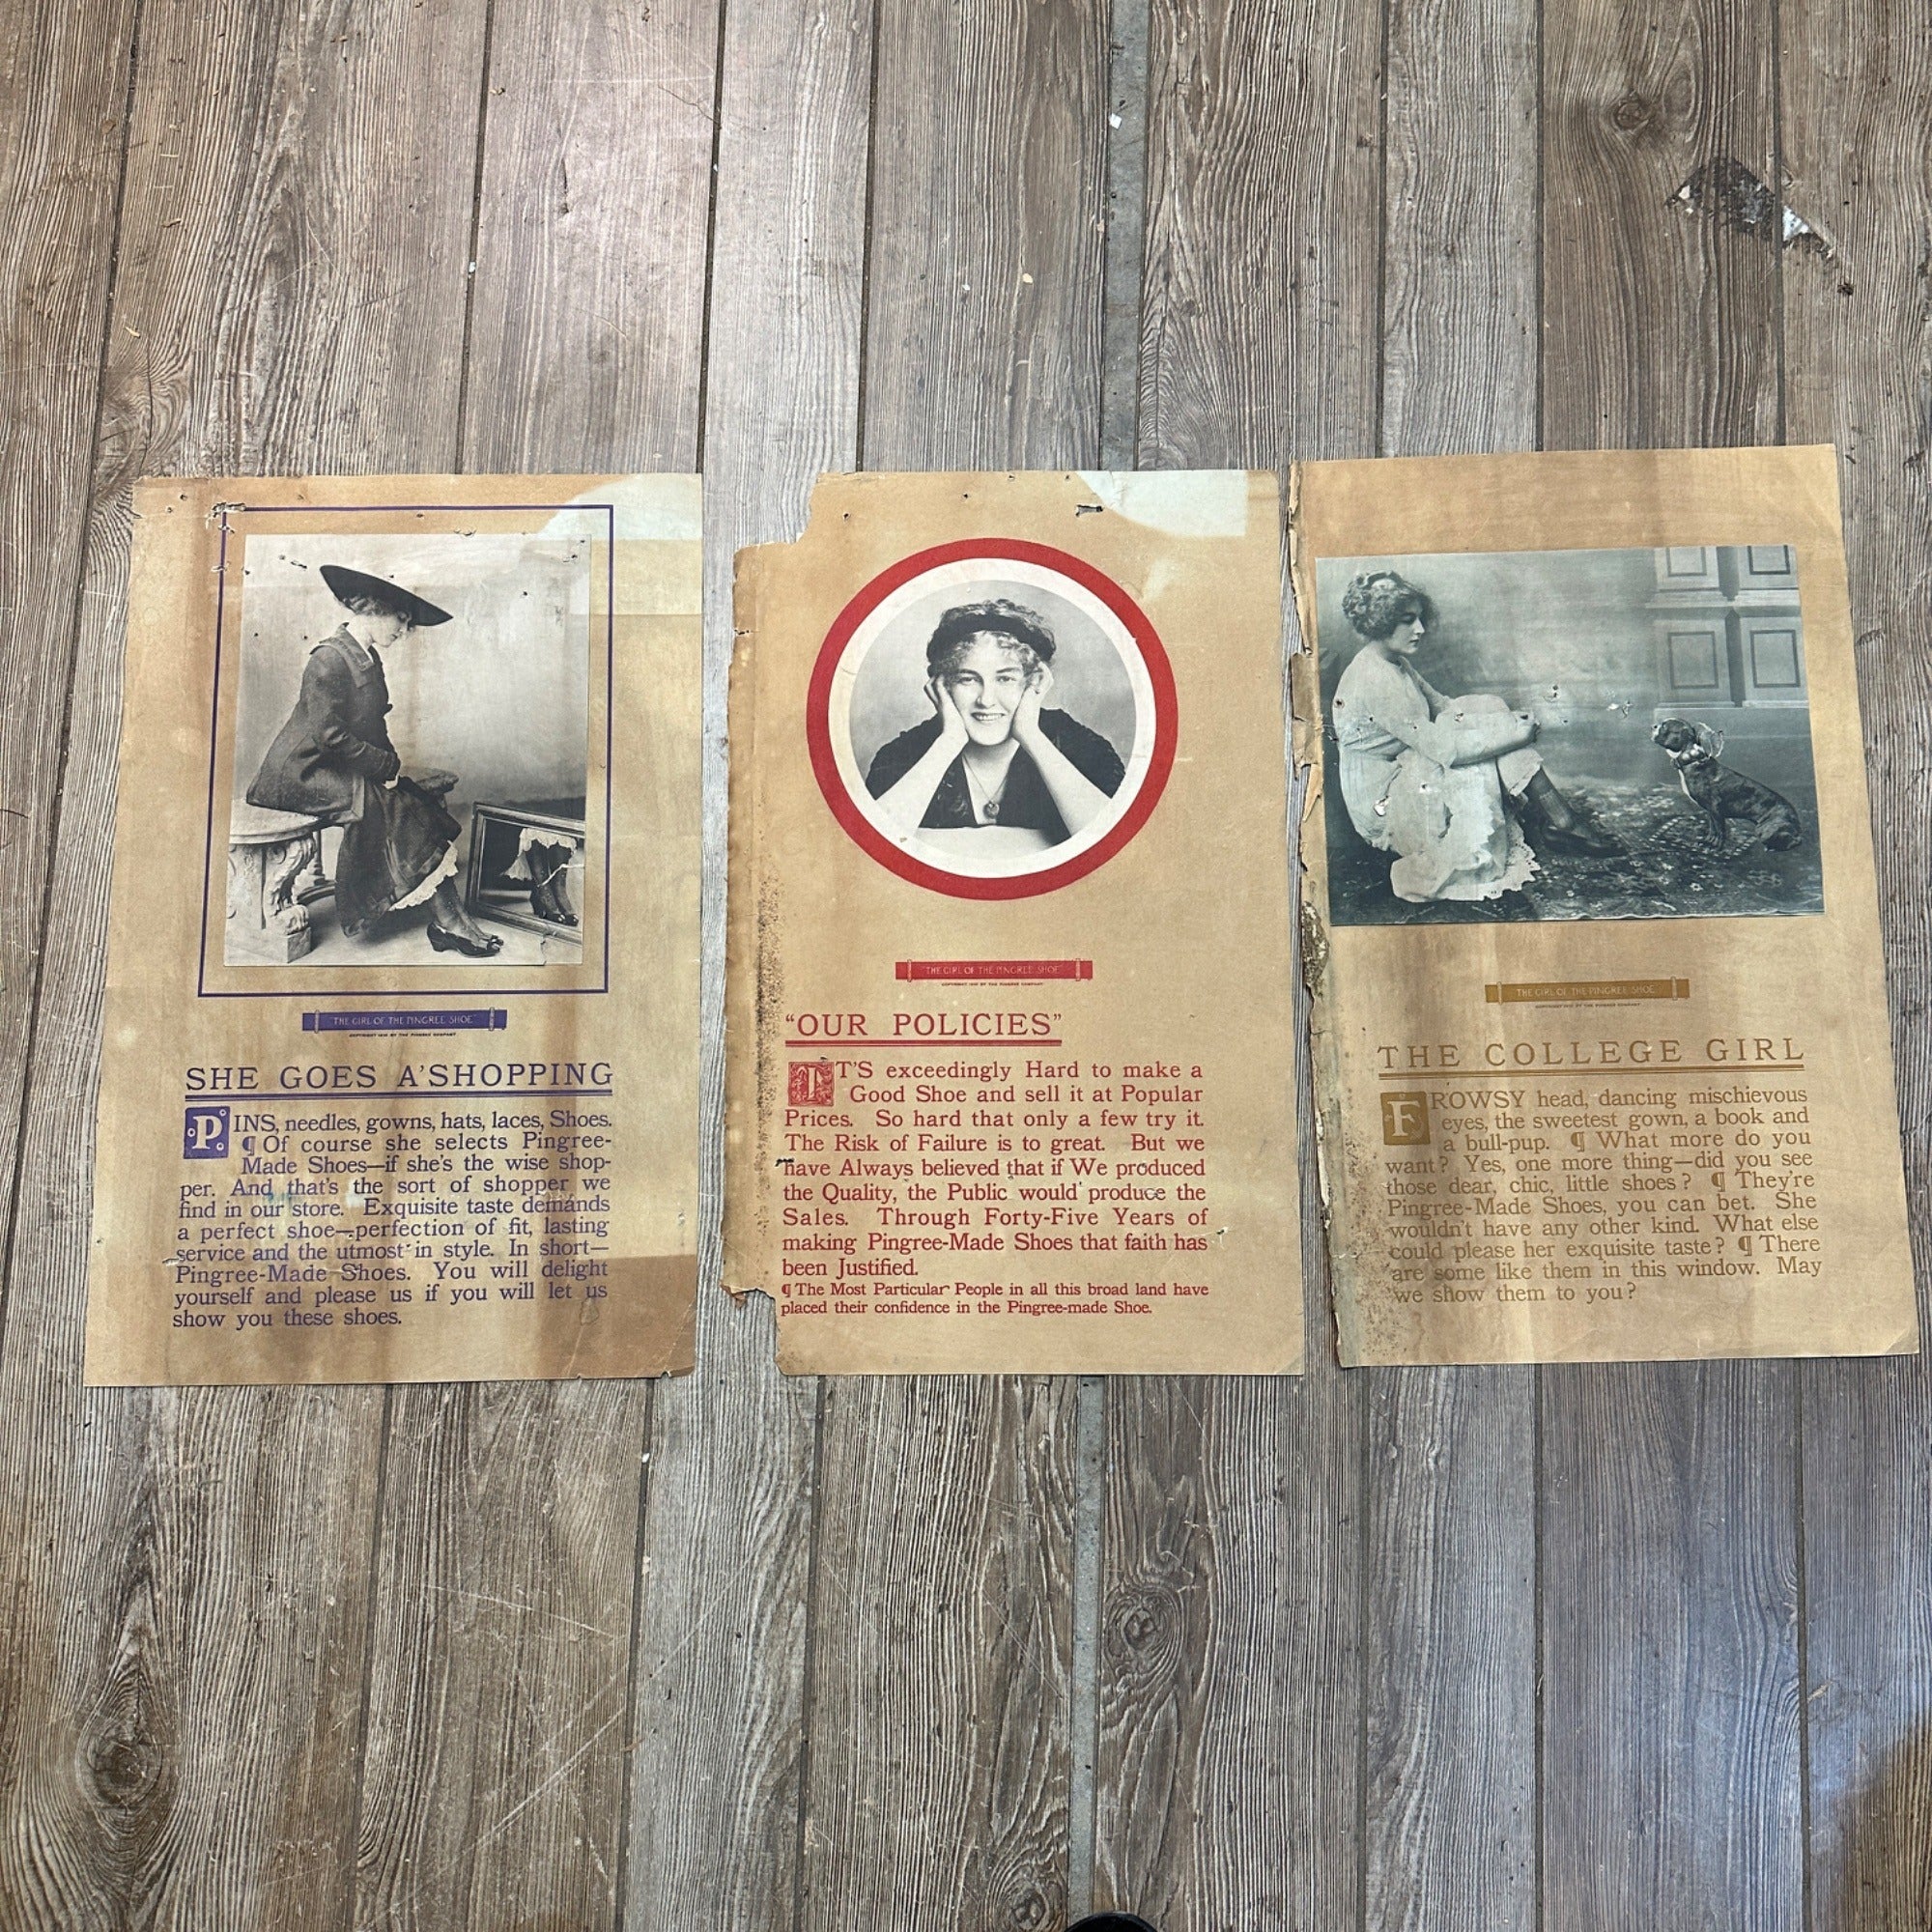 "THE GIRL OF THE PINGREE SHOE"
SHE GOES A'SHOPPING
PINS, needles, gowns, hats, laces, Shoes.
¶ Of course she selects Pingree-
Made Shoes—if she's the wise shop-
per. And that's the sort of shopper we
find in our store. Exquisite taste demands
a perfect shoe—perfection of fit, lasting
service and the utmost in style. In short—
Pingree-Made Shoes. You will delight
yourself and please us if you will let us
show you these shoes.
"THE GIRL OF THE PINGREE SHOE"
"OUR POLICIES"
IT'S exceedingly Hard to make a
Good Shoe and sell it at Popular
Prices. So hard that only a few try it.
The Risk of Failure is to great. But we
have Always believed that if We produced
the Quality, the Public would produce the
Sales. Through Forty-Five Years of
making Pingree-Made Shoes that faith has
been Justified.
¶ The Most Particular People in all this broad land have
placed their confidence in the Pingree-made Shoe.
"THE GIRL OF THE PINGREE SHOE"
THE COLLEGE GIRL
FROWSY head, dancing mischievous
eyes, the sweetest gown, a book and
a bull-pup. ¶ What more do you
want? Yes, one more thing—did you see
those dear, chic, little shoes? ¶ They're
Pingree-Made Shoes, you can bet. She
wouldn't have any other kind. What else
could please her exquisite taste? ¶ There
are some like them in this window. May
we show them to you?